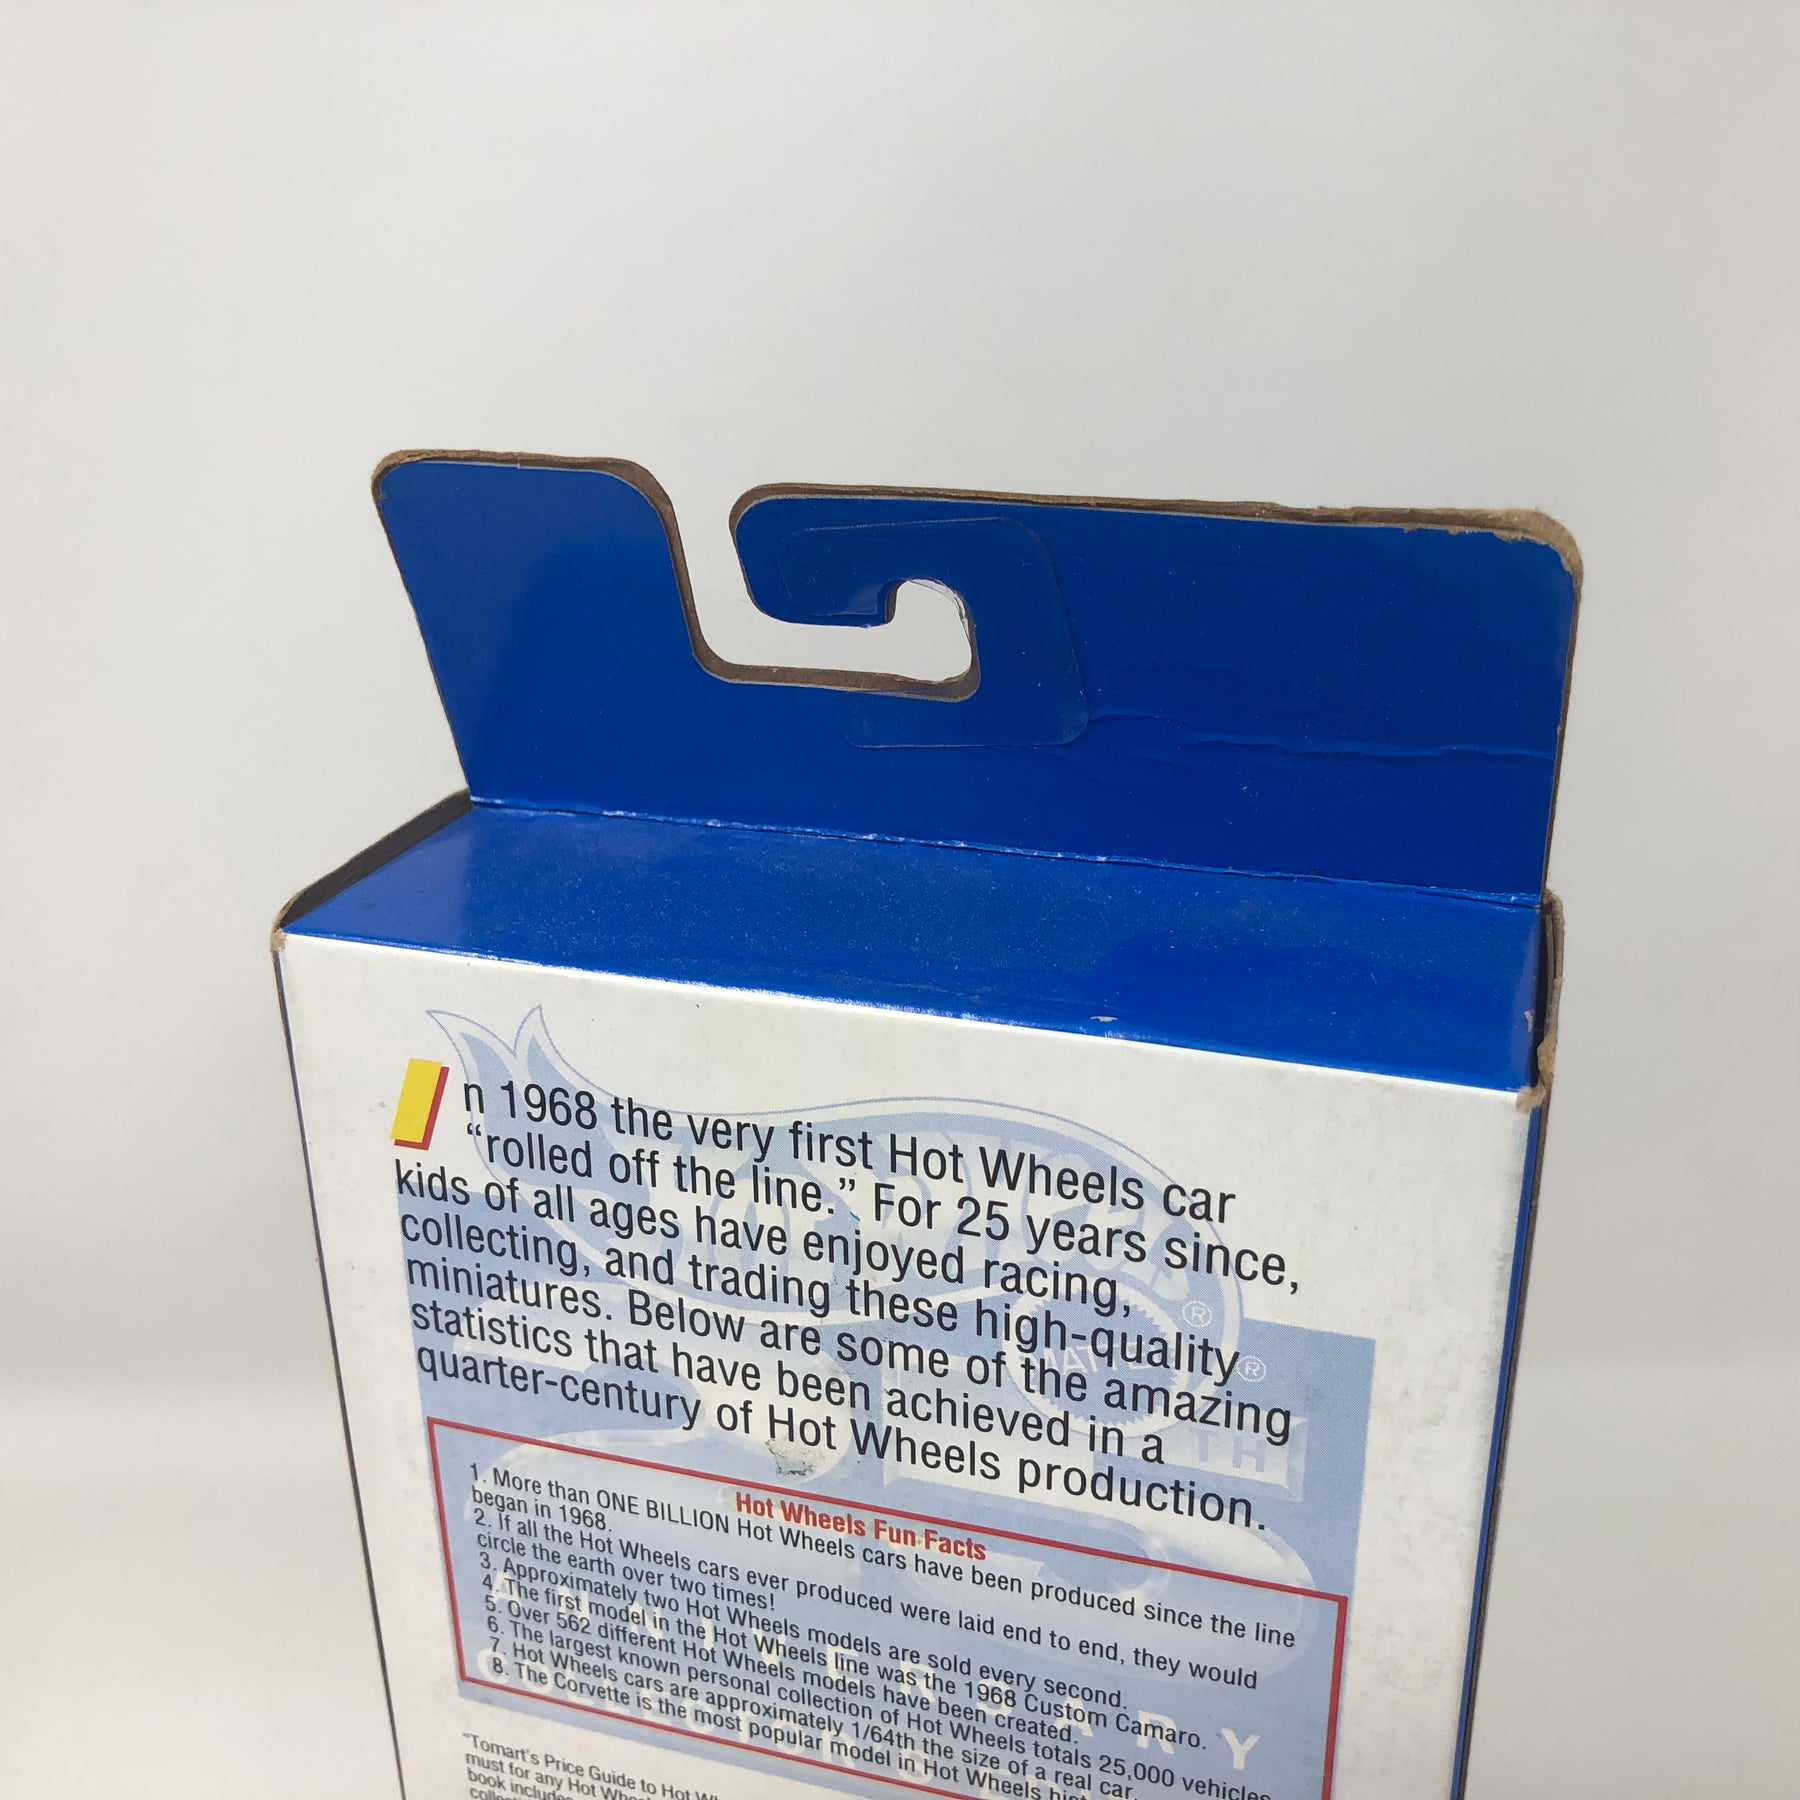 In 1968 the very first Hot Wheels car
“rolled off the line.” For 25 years since,
kids of all ages have enjoyed racing,
collecting, and trading these high-quality
miniatures. Below are some of the amazing
statistics that have been achieved in a
quarter-century of Hot Wheels production.
Hot Wheels Fun Facts
1. More than ONE BILLION Hot Wheels cars have been produced since the line
began in 1968.
2. If all the Hot Wheels cars ever produced were laid end to end, they would
circle the earth over two times!
3. Approximately two Hot Wheels models are sold every second.
4. The first model in the Hot Wheels line was the 1968 Custom Camaro.
5. Over 562 different Hot Wheels models have been created.
6. The largest known personal collection of Hot Wheels totals 25,000 vehicles
7. Hot Wheels cars are approximately 1/64th the size of a real car.
8. The Corvette is the most popular model in Hot Wheels
“Tomart's Price Guide to Hot
must for any Hot
book includes